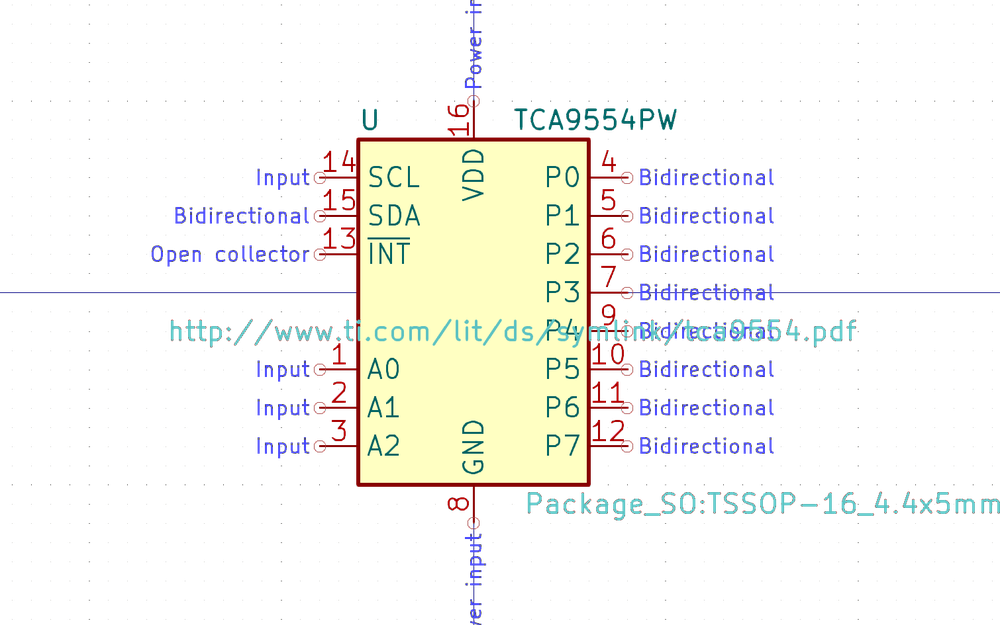 Power in
16
U TCA9554PW
VDD
Input 14 SCL P0 4 Bidirectional
Bidirectional 15 SDA P1 5 Bidirectional
Open collector 13 INT P2 6 Bidirectional
P3 7 Bidirectional
P4 9 Bidirectional
http://www.ti.com/lit/ds/symlink/tca9554.pdf
Input 1 A0 P5 10 Bidirectional
Input 2 A1 P6 11 Bidirectional
Input 3 A2 P7 12 Bidirectional
GND
8
Package_SO:TSSOP-16_4.4x5mm
wer input